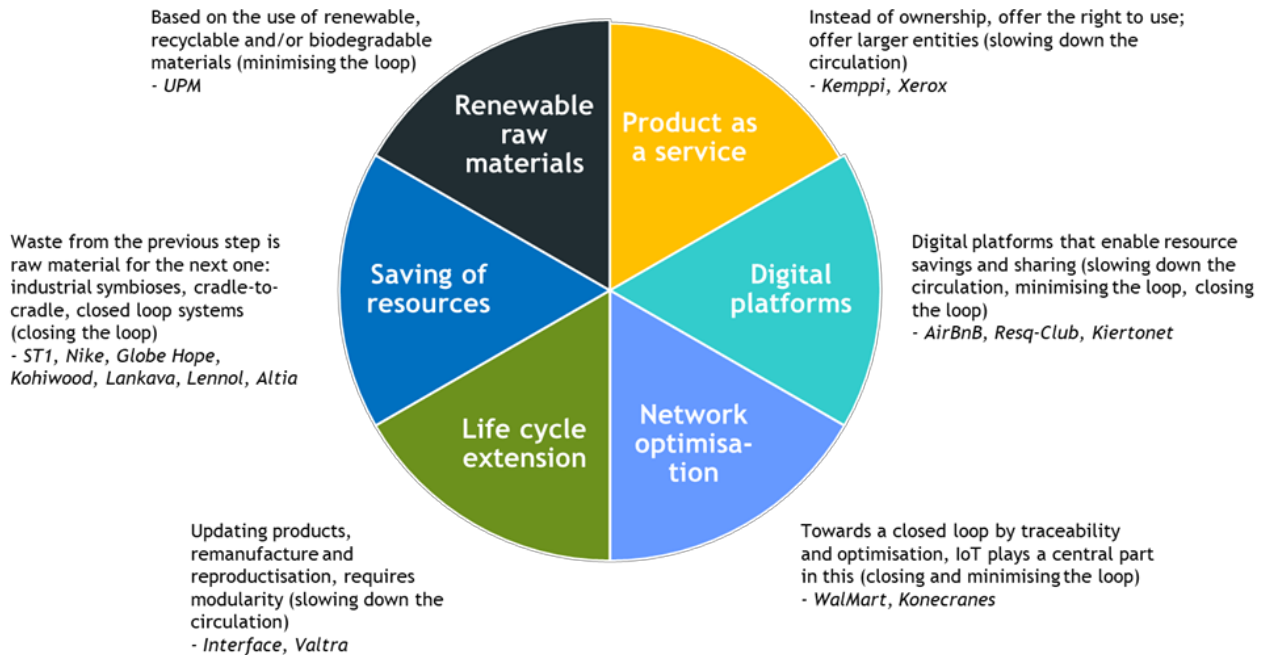 Based on the use of renewable,
recyclable and/or biodegradable
materials (minimising the loop)
- UPM
Instead of ownership, offer the right to use;
offer larger entities (slowing down the
circulation)
- Kemppi, Xerox
Renewable
raw
materials
Product as
a service
Waste from the previous step is
raw material for the next one:
industrial symbioses, cradle-to-
cradle, closed loop systems
(closing the loop)
- ST1, Nike, Globe Hope,
Kohiwood, Lankava, Lennol, Altia
Saving of
resources
Digital
platforms
Digital platforms that enable resource
savings and sharing (slowing down the
circulation, minimising the loop, closing
the loop)
- AirBnB, Resq-Club, Kiertonet
Life cycle
extension
Network
optimisa-
tion
Updating products,
remanufacture and
reproductisation, requires
modularity (slowing down the
circulation)
- Interface, Valtra
Towards a closed loop by traceability
and optimisation, IoT plays a central part
in this (closing and minimising the loop)
- WalMart, Konecranes